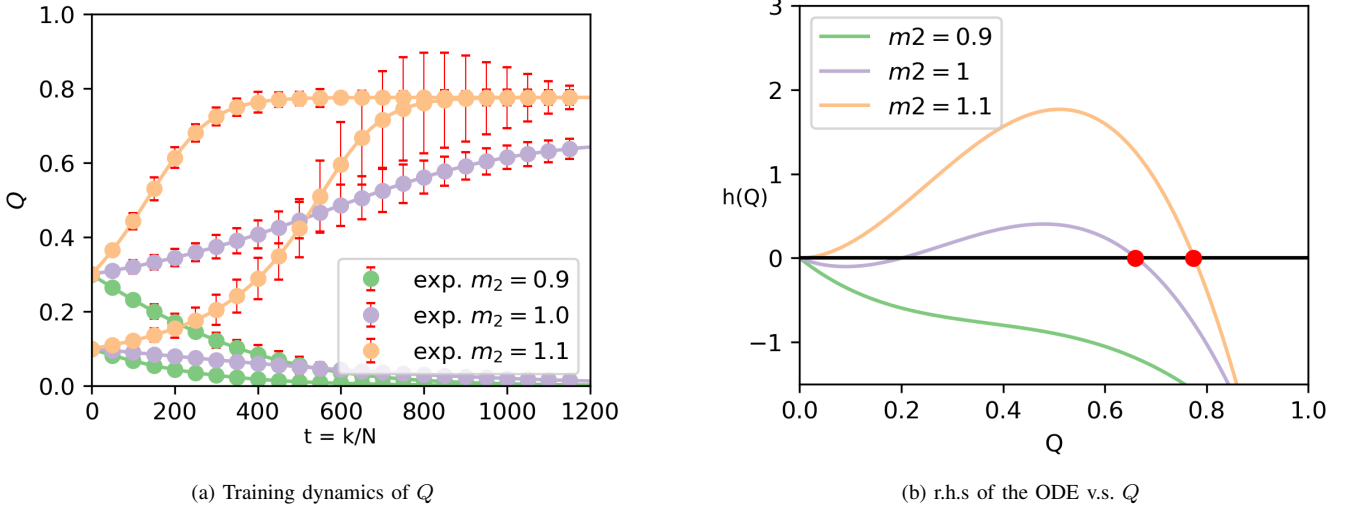 1.0
0.8
0.6
0.4
0.2
0.0
Q
0 200 400 600 800 1000 1200
t = k/N
exp. m₂ = 0.9
exp. m₂ = 1.0
exp. m₂ = 1.1
(a) Training dynamics of Q
3
2
1
0
−1
h(Q)
m2 = 0.9
m2 = 1
m2 = 1.1
0.0 0.2 0.4 0.6 0.8 1.0
Q
(b) r.h.s of the ODE v.s. Q